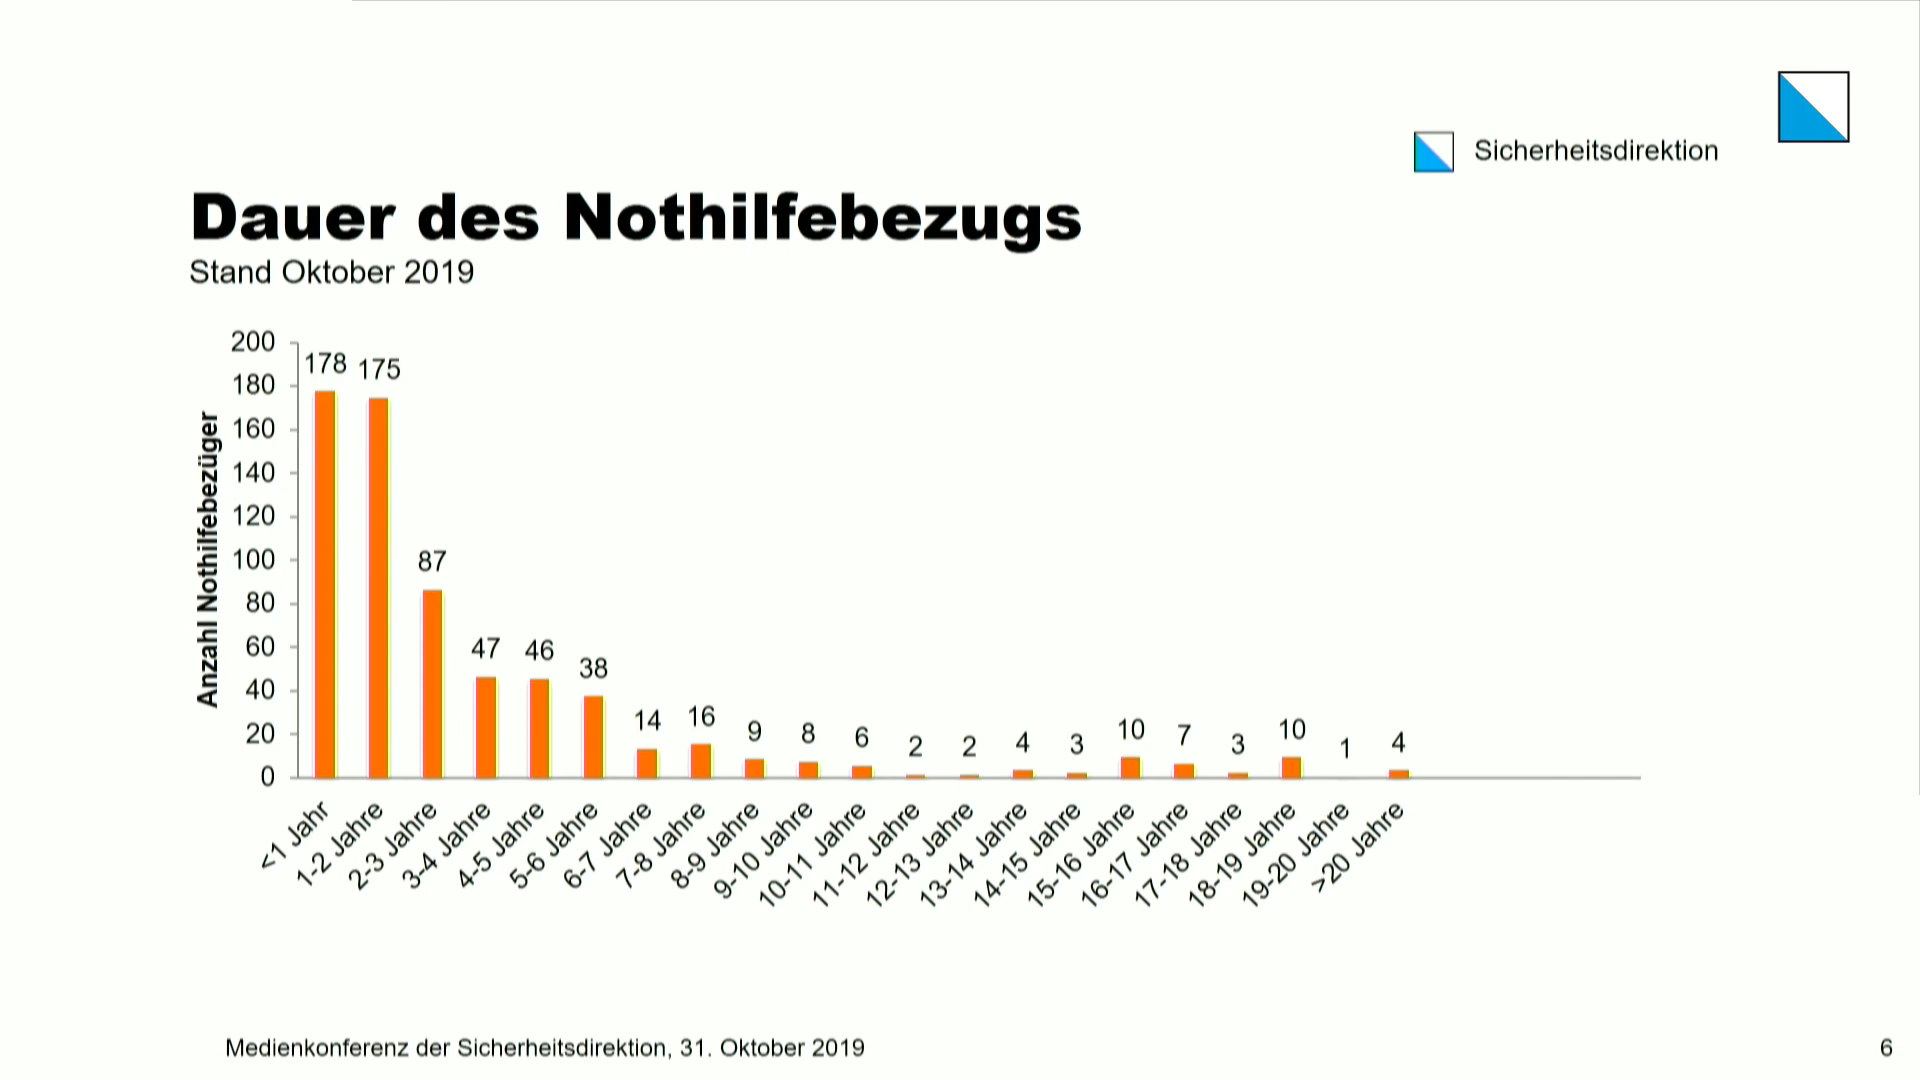 Sicherheitsdirektion
Dauer des Nothilfebezugs
Stand Oktober 2019
Anzahl Nothilfebezüger
200
180
160
140
120
100
80
60
40
20
0
178 175 87 47 46 38 14 16 9 8 6 2 2 4 3 10 7 3 10 1 4
<1 Jahr
1-2 Jahre
2-3 Jahre
3-4 Jahre
4-5 Jahre
5-6 Jahre
6-7 Jahre
7-8 Jahre
8-9 Jahre
9-10 Jahre
10-11 Jahre
11-12 Jahre
12-13 Jahre
13-14 Jahre
14-15 Jahre
15-16 Jahre
16-17 Jahre
17-18 Jahre
18-19 Jahre
19-20 Jahre
>20 Jahre
Medienkonferenz der Sicherheitsdirektion, 31. Oktober 2019
6